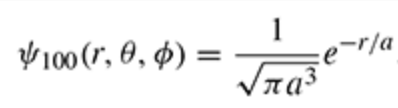 ψ₁₀₀(r, θ, ϕ) = 1/√(πa³) e^{−r/a}